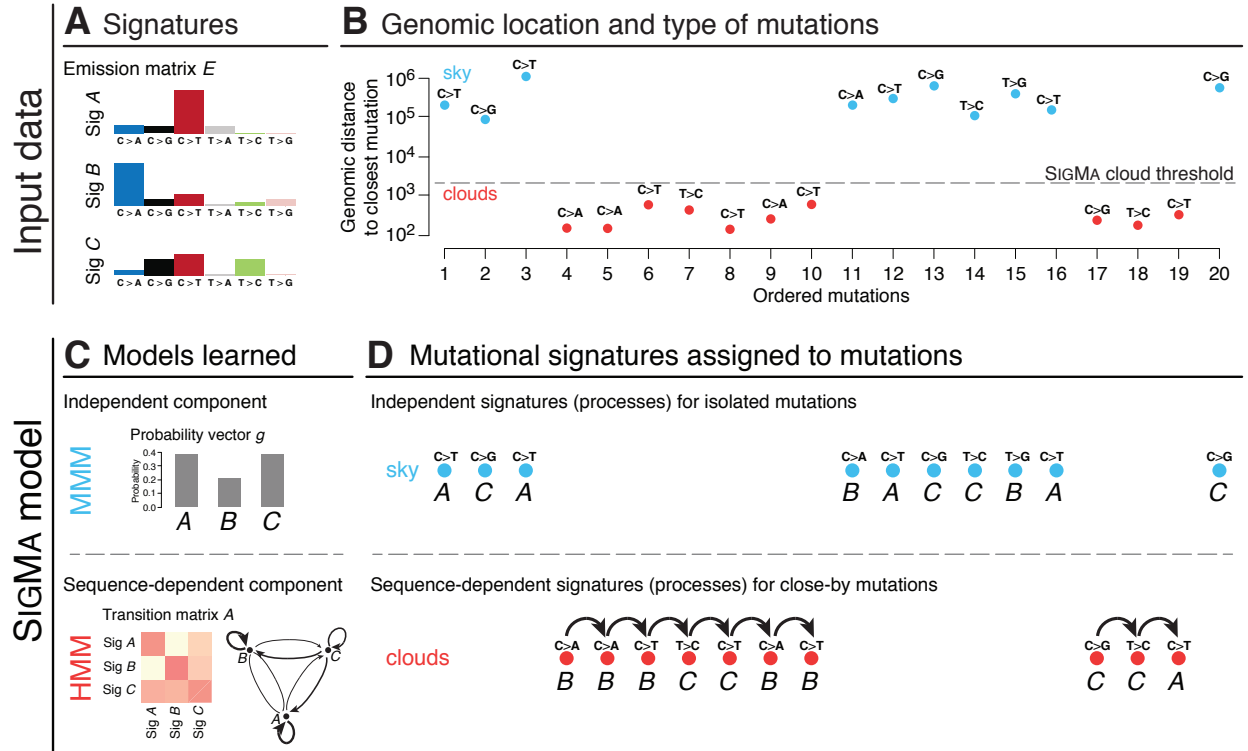 Input data
A Signatures
Emission matrix E
Sig A
C>A C>G C>T T>A T>C T>G
Sig B
C>A C>G C>T T>A T>C T>G
Sig C
C>A C>G C>T T>A T>C T>G
B Genomic location and type of mutations
Genomic distance
to closest mutation
10^6
10^5
10^4
10^3
10^2
sky
clouds
SIGMA cloud threshold
C>T C>G C>T C>A C>A C>T T>C C>T C>A C>T C>A C>T C>G T>C T>G C>T C>G T>C C>T C>G
1 2 3 4 5 6 7 8 9 10 11 12 13 14 15 16 17 18 19 20
Ordered mutations
SIGMA model
C Models learned
Independent component
MMM
Probability vector g
Probability
0.4
0.3
0.2
0.1
0.0
A B C
Sequence-dependent component
HMM
Transition matrix A
Sig A
Sig B
Sig C
Sig A Sig B Sig C
B C
A
D Mutational signatures assigned to mutations
Independent signatures (processes) for isolated mutations
C>T C>G C>T C>A C>T C>G T>C T>G C>T C>G
sky
A C A B A C C B A C
Sequence-dependent signatures (processes) for close-by mutations
C>A C>A C>T T>C C>T C>A C>T C>G T>C C>T
clouds
B B B C C B B C C A